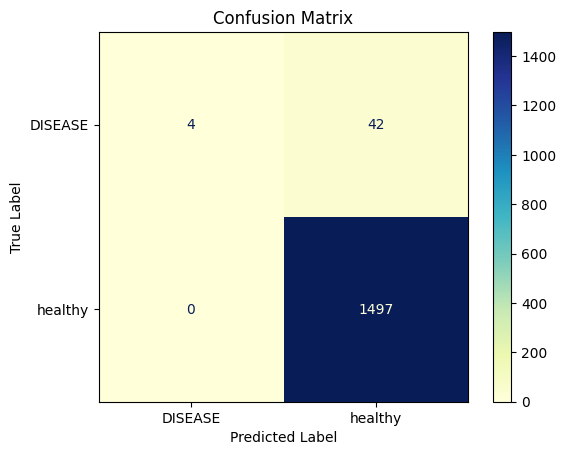 Confusion Matrix
DISEASE
4
42
healthy
0
1497
True Label
DISEASE
healthy
Predicted Label
1400
1200
1000
800
600
400
200
0